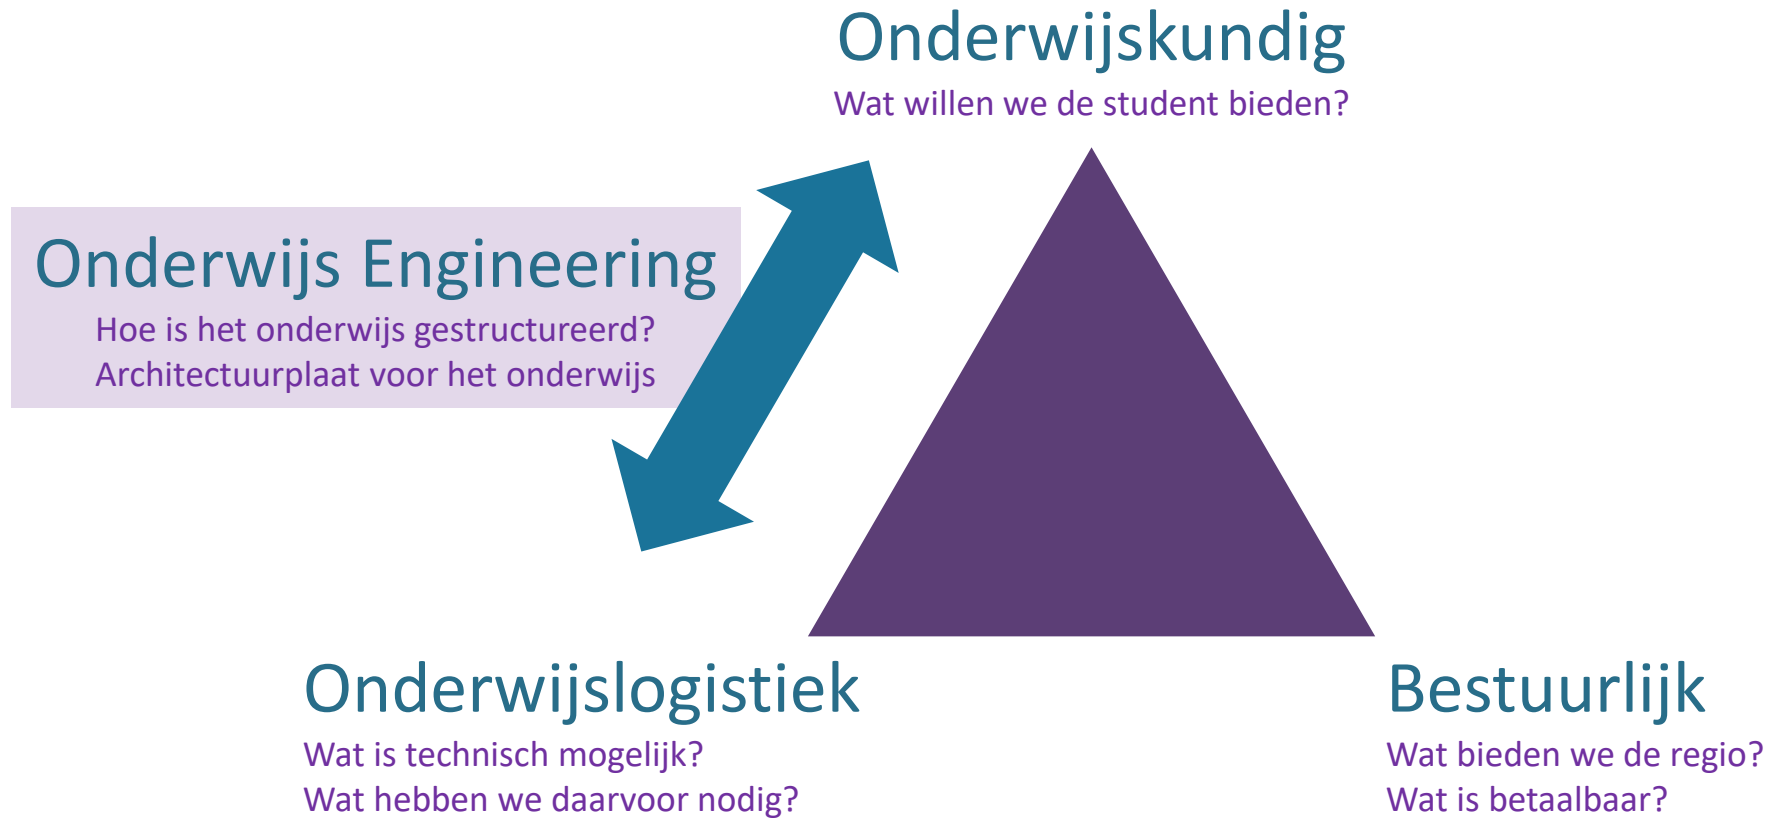 Onderwijskundig
Wat willen we de student bieden?
Onderwijs Engineering
Hoe is het onderwijs gestructureerd?
Architectuurplaat voor het onderwijs
Onderwijslogistiek
Wat is technisch mogelijk?
Wat hebben we daarvoor nodig?
Bestuurlijk
Wat bieden we de regio?
Wat is betaalbaar?